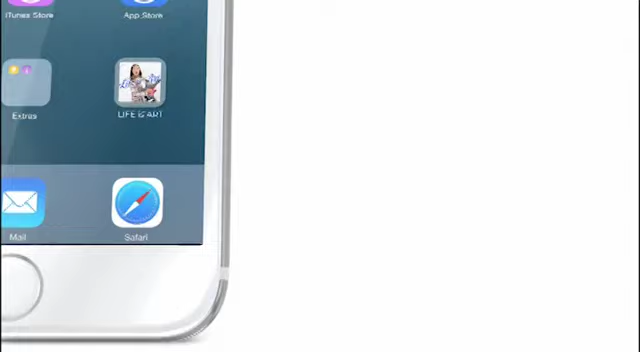 iTunes Store
App Store
Extras
LIFE iS ART
Mail
Safari